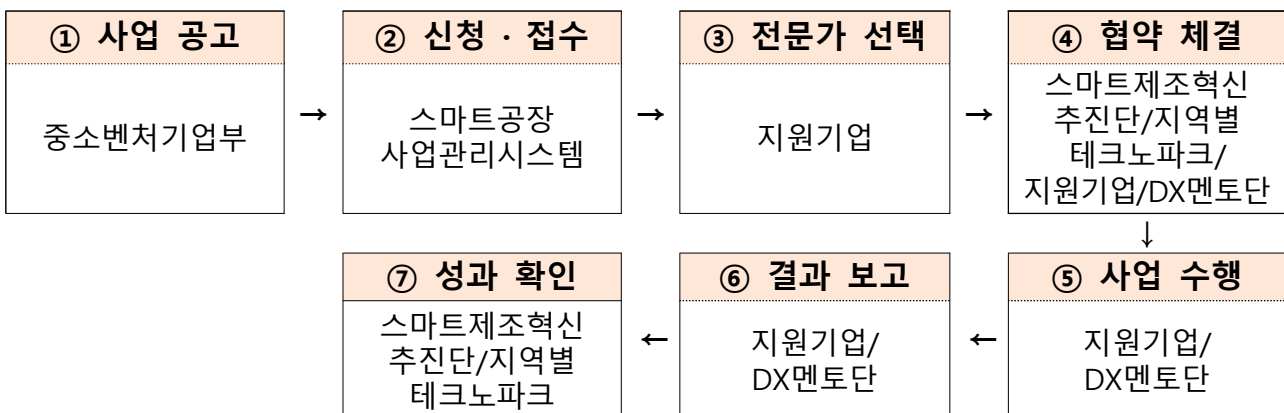 ① 사업 공고
중소벤처기업부
→
② 신청 · 접수
스마트공장
사업관리시스템
→
③ 전문가 선택
지원기업
→
④ 협약 체결
스마트제조혁신
추진단/지역별
테크노파크/
지원기업/DX멘토단
↓
⑤ 사업 수행
지원기업/
DX멘토단
←
⑥ 결과 보고
지원기업/
DX멘토단
←
⑦ 성과 확인
스마트제조혁신
추진단/지역별
테크노파크